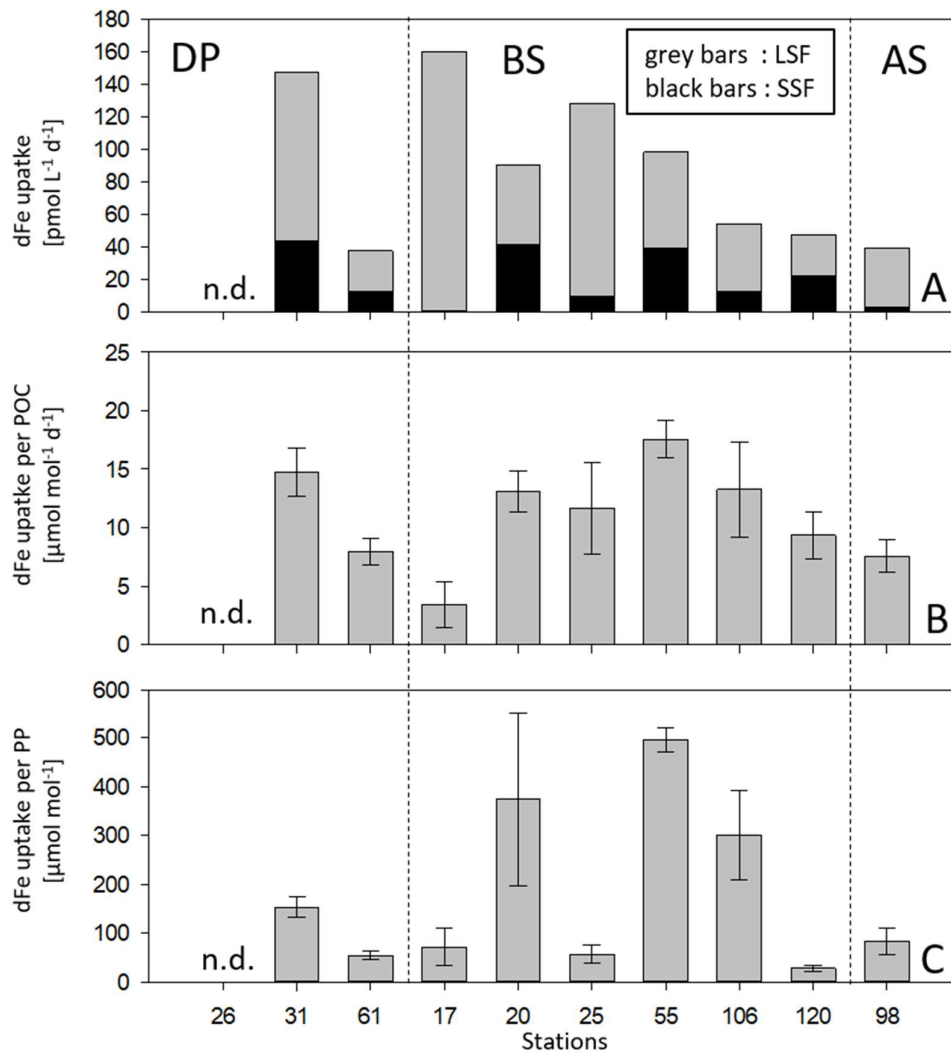 180
160
140
120
100
80
60
40
20
0
dFe upatke
[pmol L⁻¹ d⁻¹]
DP
BS
AS
grey bars : LSF
black bars : SSF
n.d.
A
25
20
15
10
5
0
dFe upatke per POC
[µmol mol⁻¹ d⁻¹]
n.d.
B
600
500
400
300
200
100
0
dFe uptake per PP
[µmol mol⁻¹]
n.d.
C
26 31 61 17 20 25 55 106 120 98
Stations